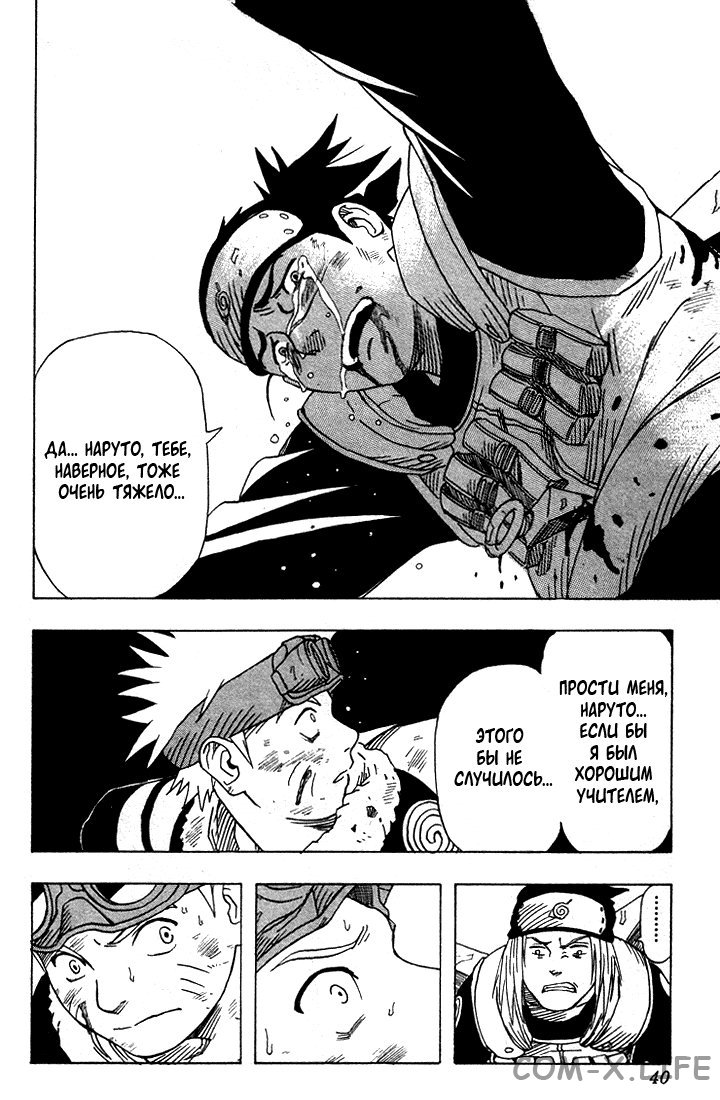 ДА... НАРУТО, ТЕБЕ,
НАВЕРНОЕ, ТОЖЕ
ОЧЕНЬ ТЯЖЕЛО...
ПРОСТИ МЕНЯ,
НАРУТО...
ЕСЛИ БЫ
Я БЫЛ
ХОРОШИМ
УЧИТЕЛЕМ,
ЭТОГО
БЫ НЕ
СЛУЧИЛОСЬ...
.........
40
COM-X.LIFE